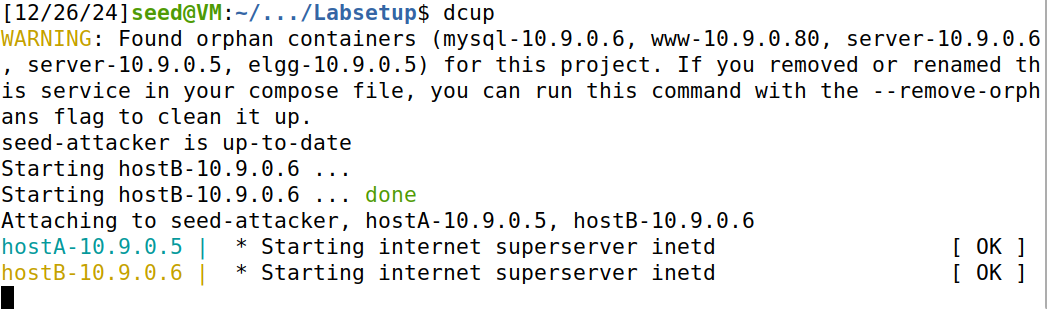 [12/26/24]seed@VM:~/.../Labsetup$ dcup
WARNING: Found orphan containers (mysql-10.9.0.6, www-10.9.0.80, server-10.9.0.6
, server-10.9.0.5, elgg-10.9.0.5) for this project. If you removed or renamed th
is service in your compose file, you can run this command with the --remove-orph
ans flag to clean it up.
seed-attacker is up-to-date
Starting hostB-10.9.0.6 ...
Starting hostB-10.9.0.6 ... done
Attaching to seed-attacker, hostA-10.9.0.5, hostB-10.9.0.6
hostA-10.9.0.5 |  * Starting internet superserver inetd                  [ OK ]
hostB-10.9.0.6 |  * Starting internet superserver inetd                  [ OK ]